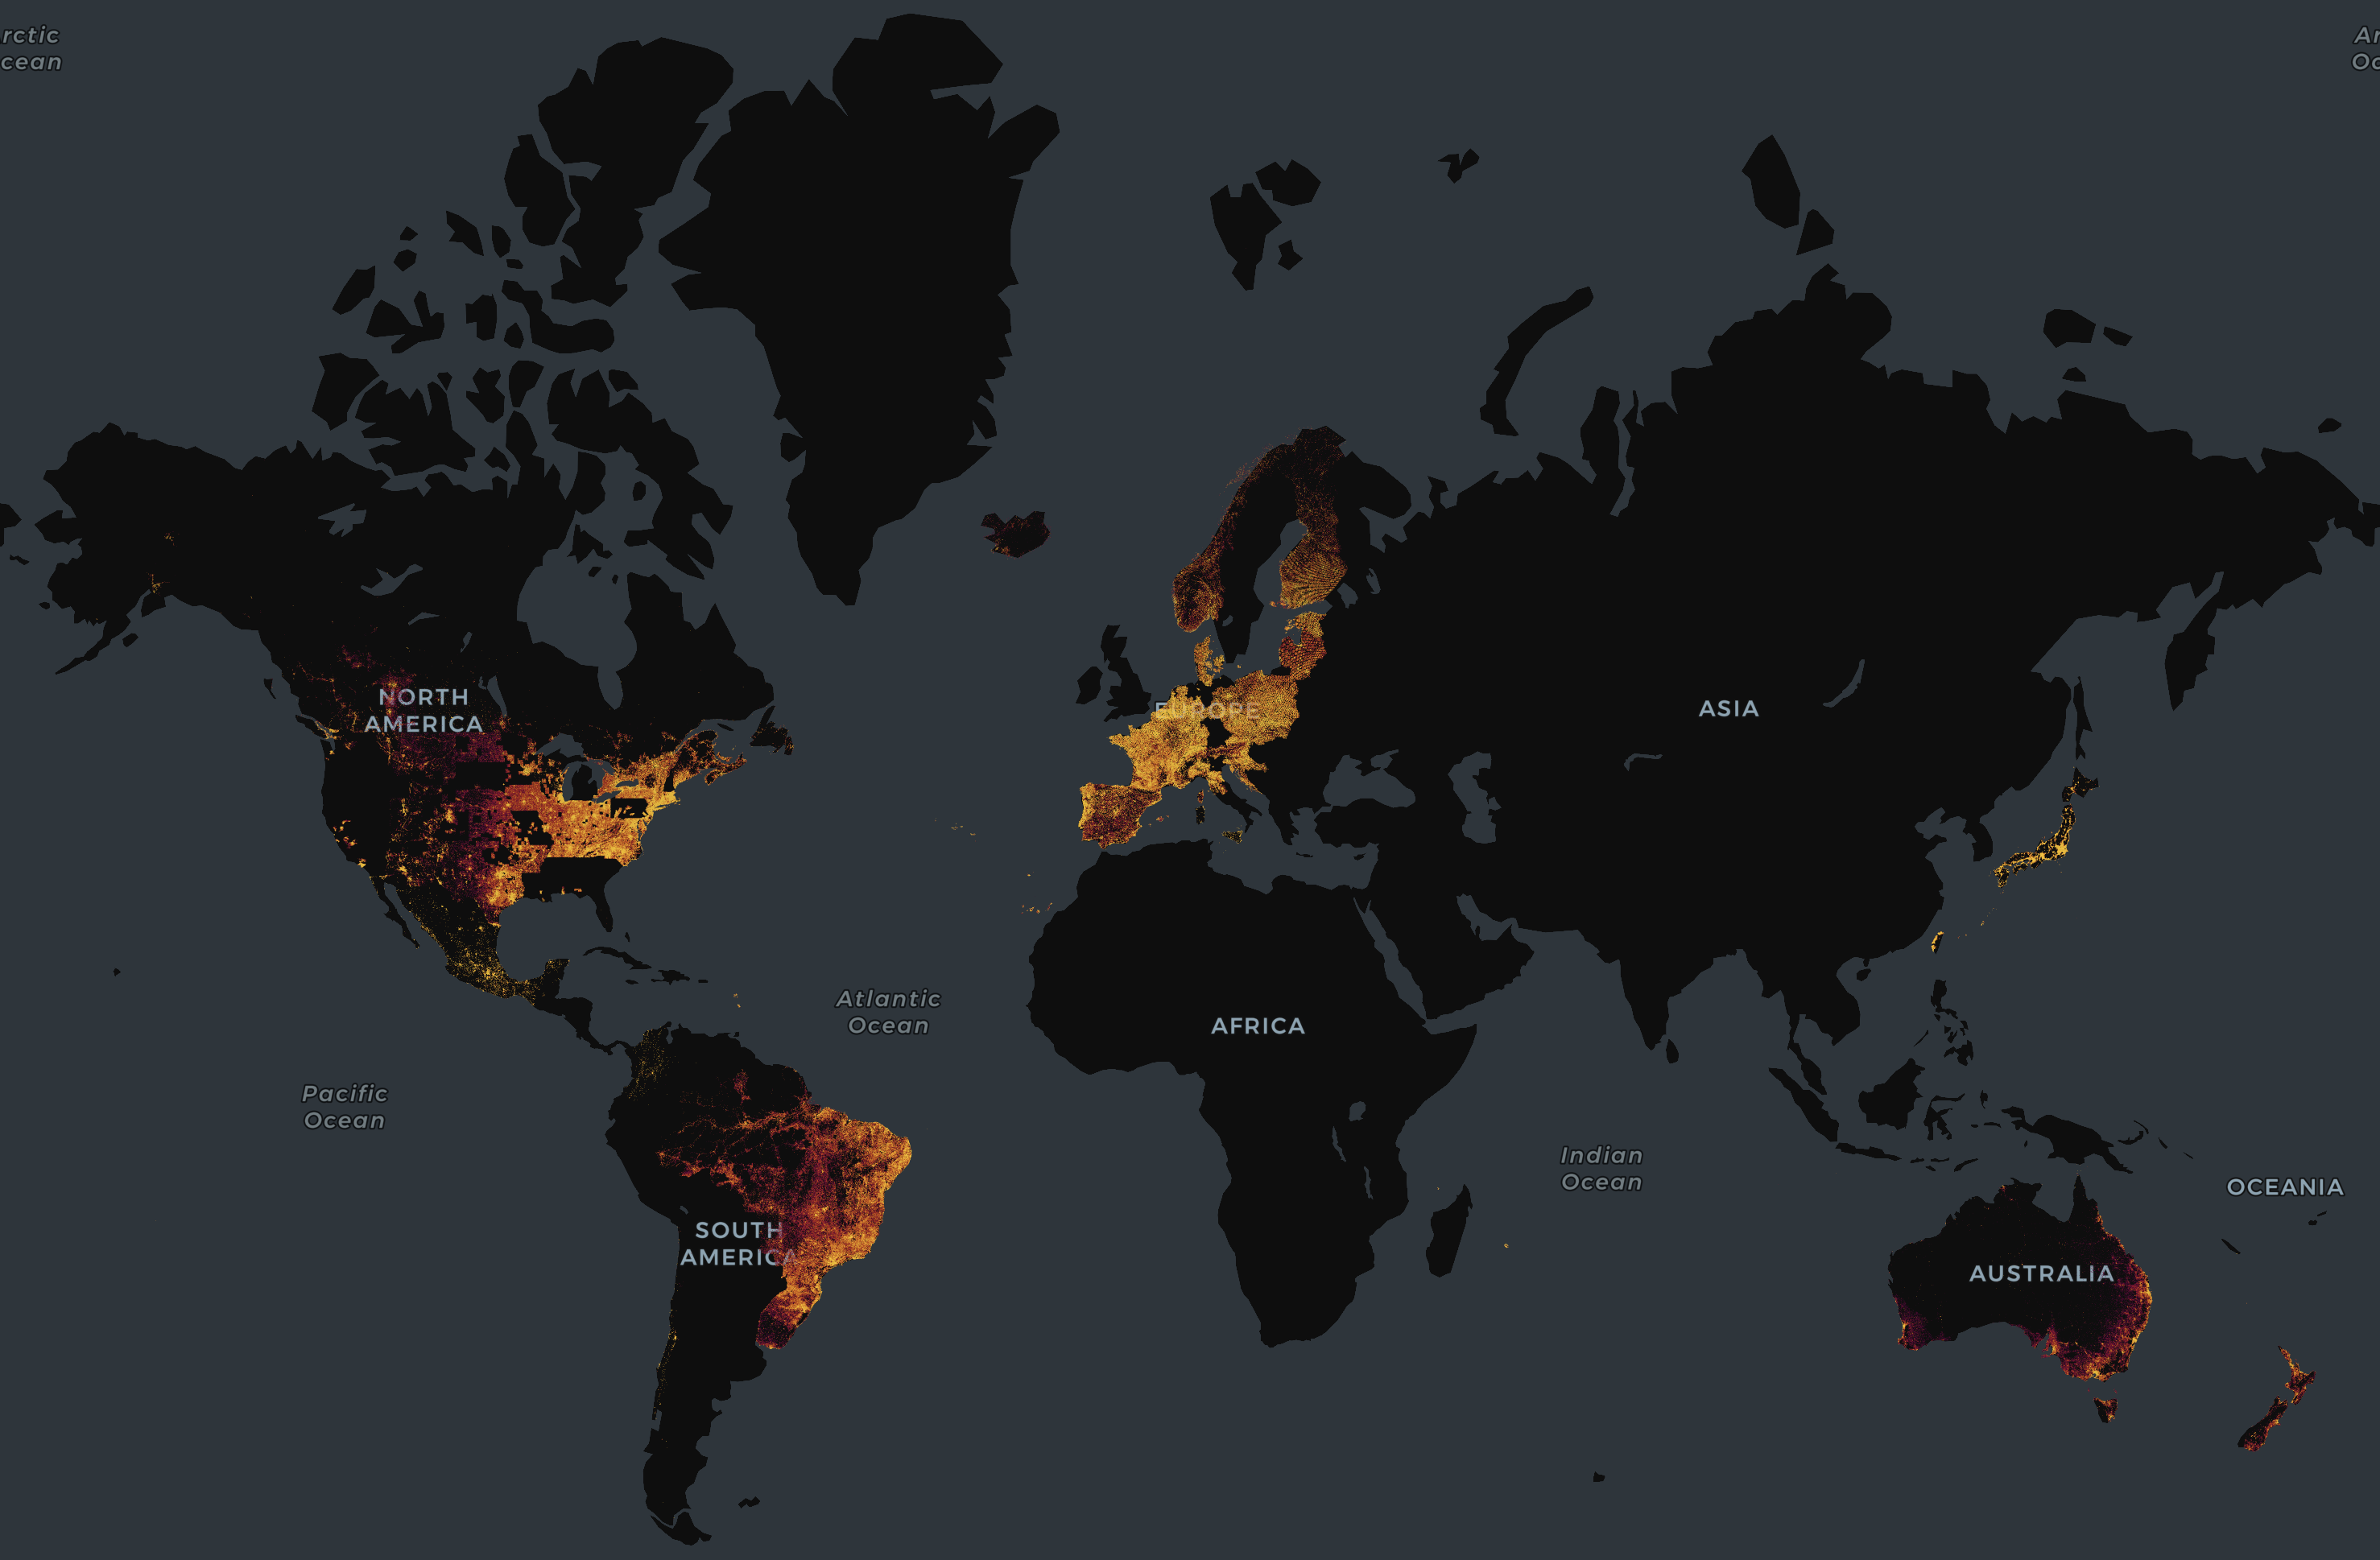 rctic
cean
Ar
Oc
NORTH
AMERICA
EUROPE
ASIA
Atlantic
Ocean
AFRICA
Pacific
Ocean
Indian
Ocean
OCEANIA
SOUTH
AMERICA
AUSTRALIA